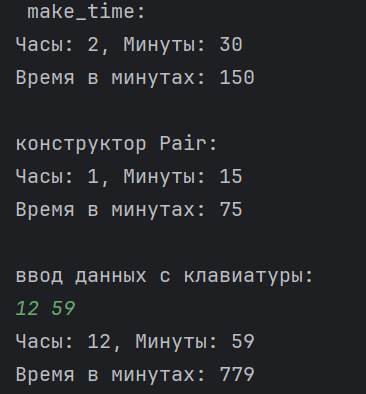 make_time:
Часы: 2, Минуты: 30
Время в минутах: 150
конструктор Pair:
Часы: 1, Минуты: 15
Время в минутах: 75
ввод данных с клавиатуры:
12 59
Часы: 12, Минуты: 59
Время в минутах: 779